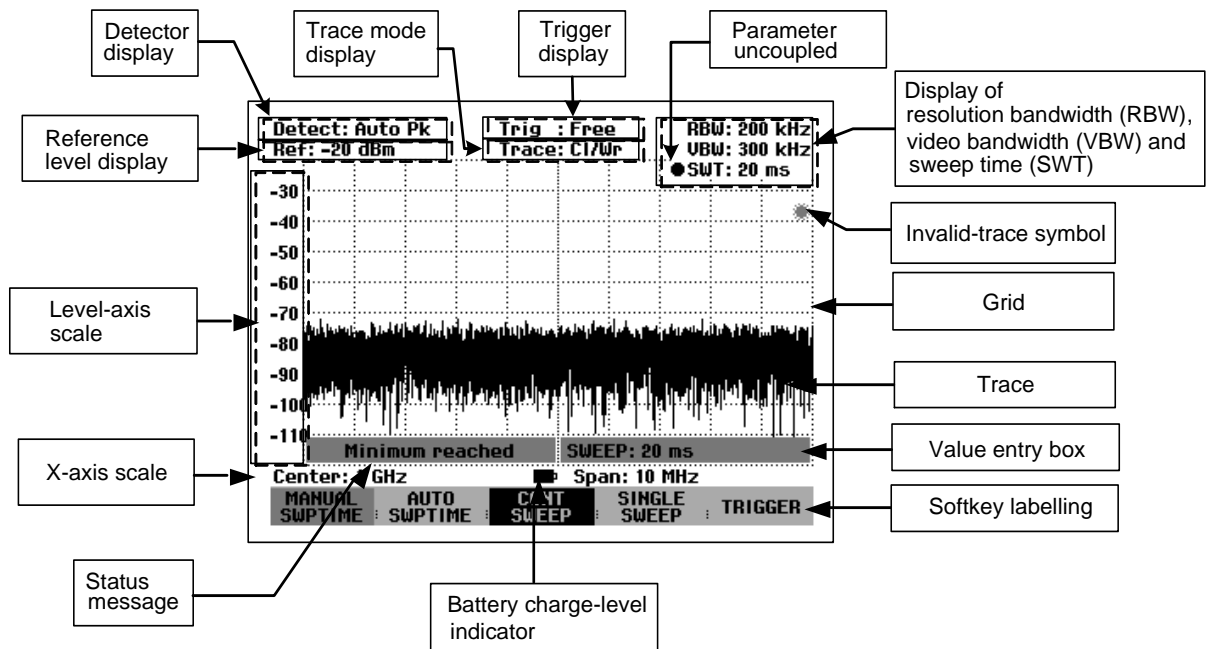 Detector
display
Trace mode
display
Trigger
display
Parameter
uncoupled
Display of
resolution bandwidth (RBW),
video bandwidth (VBW) and
sweep time (SWT)
Reference
level display
Detect: Auto Pk
Ref: -20 dBm
Trig : Free
Trace: Cl/Wr
RBW: 200 kHz
VBW: 300 kHz
SWT: 20 ms
Invalid-trace symbol
Grid
Level-axis
scale
-30
-40
-50
-60
-70
-80
-90
-100
-110
Trace
Minimum reached
SWEEP: 20 ms
Value entry box
X-axis scale
Center: GHz
Span: 10 MHz
MANUAL
SWPTIME
AUTO
SWPTIME
CONT
SWEEP
SINGLE
SWEEP
TRIGGER
Softkey labelling
Status
message
Battery charge-level
indicator